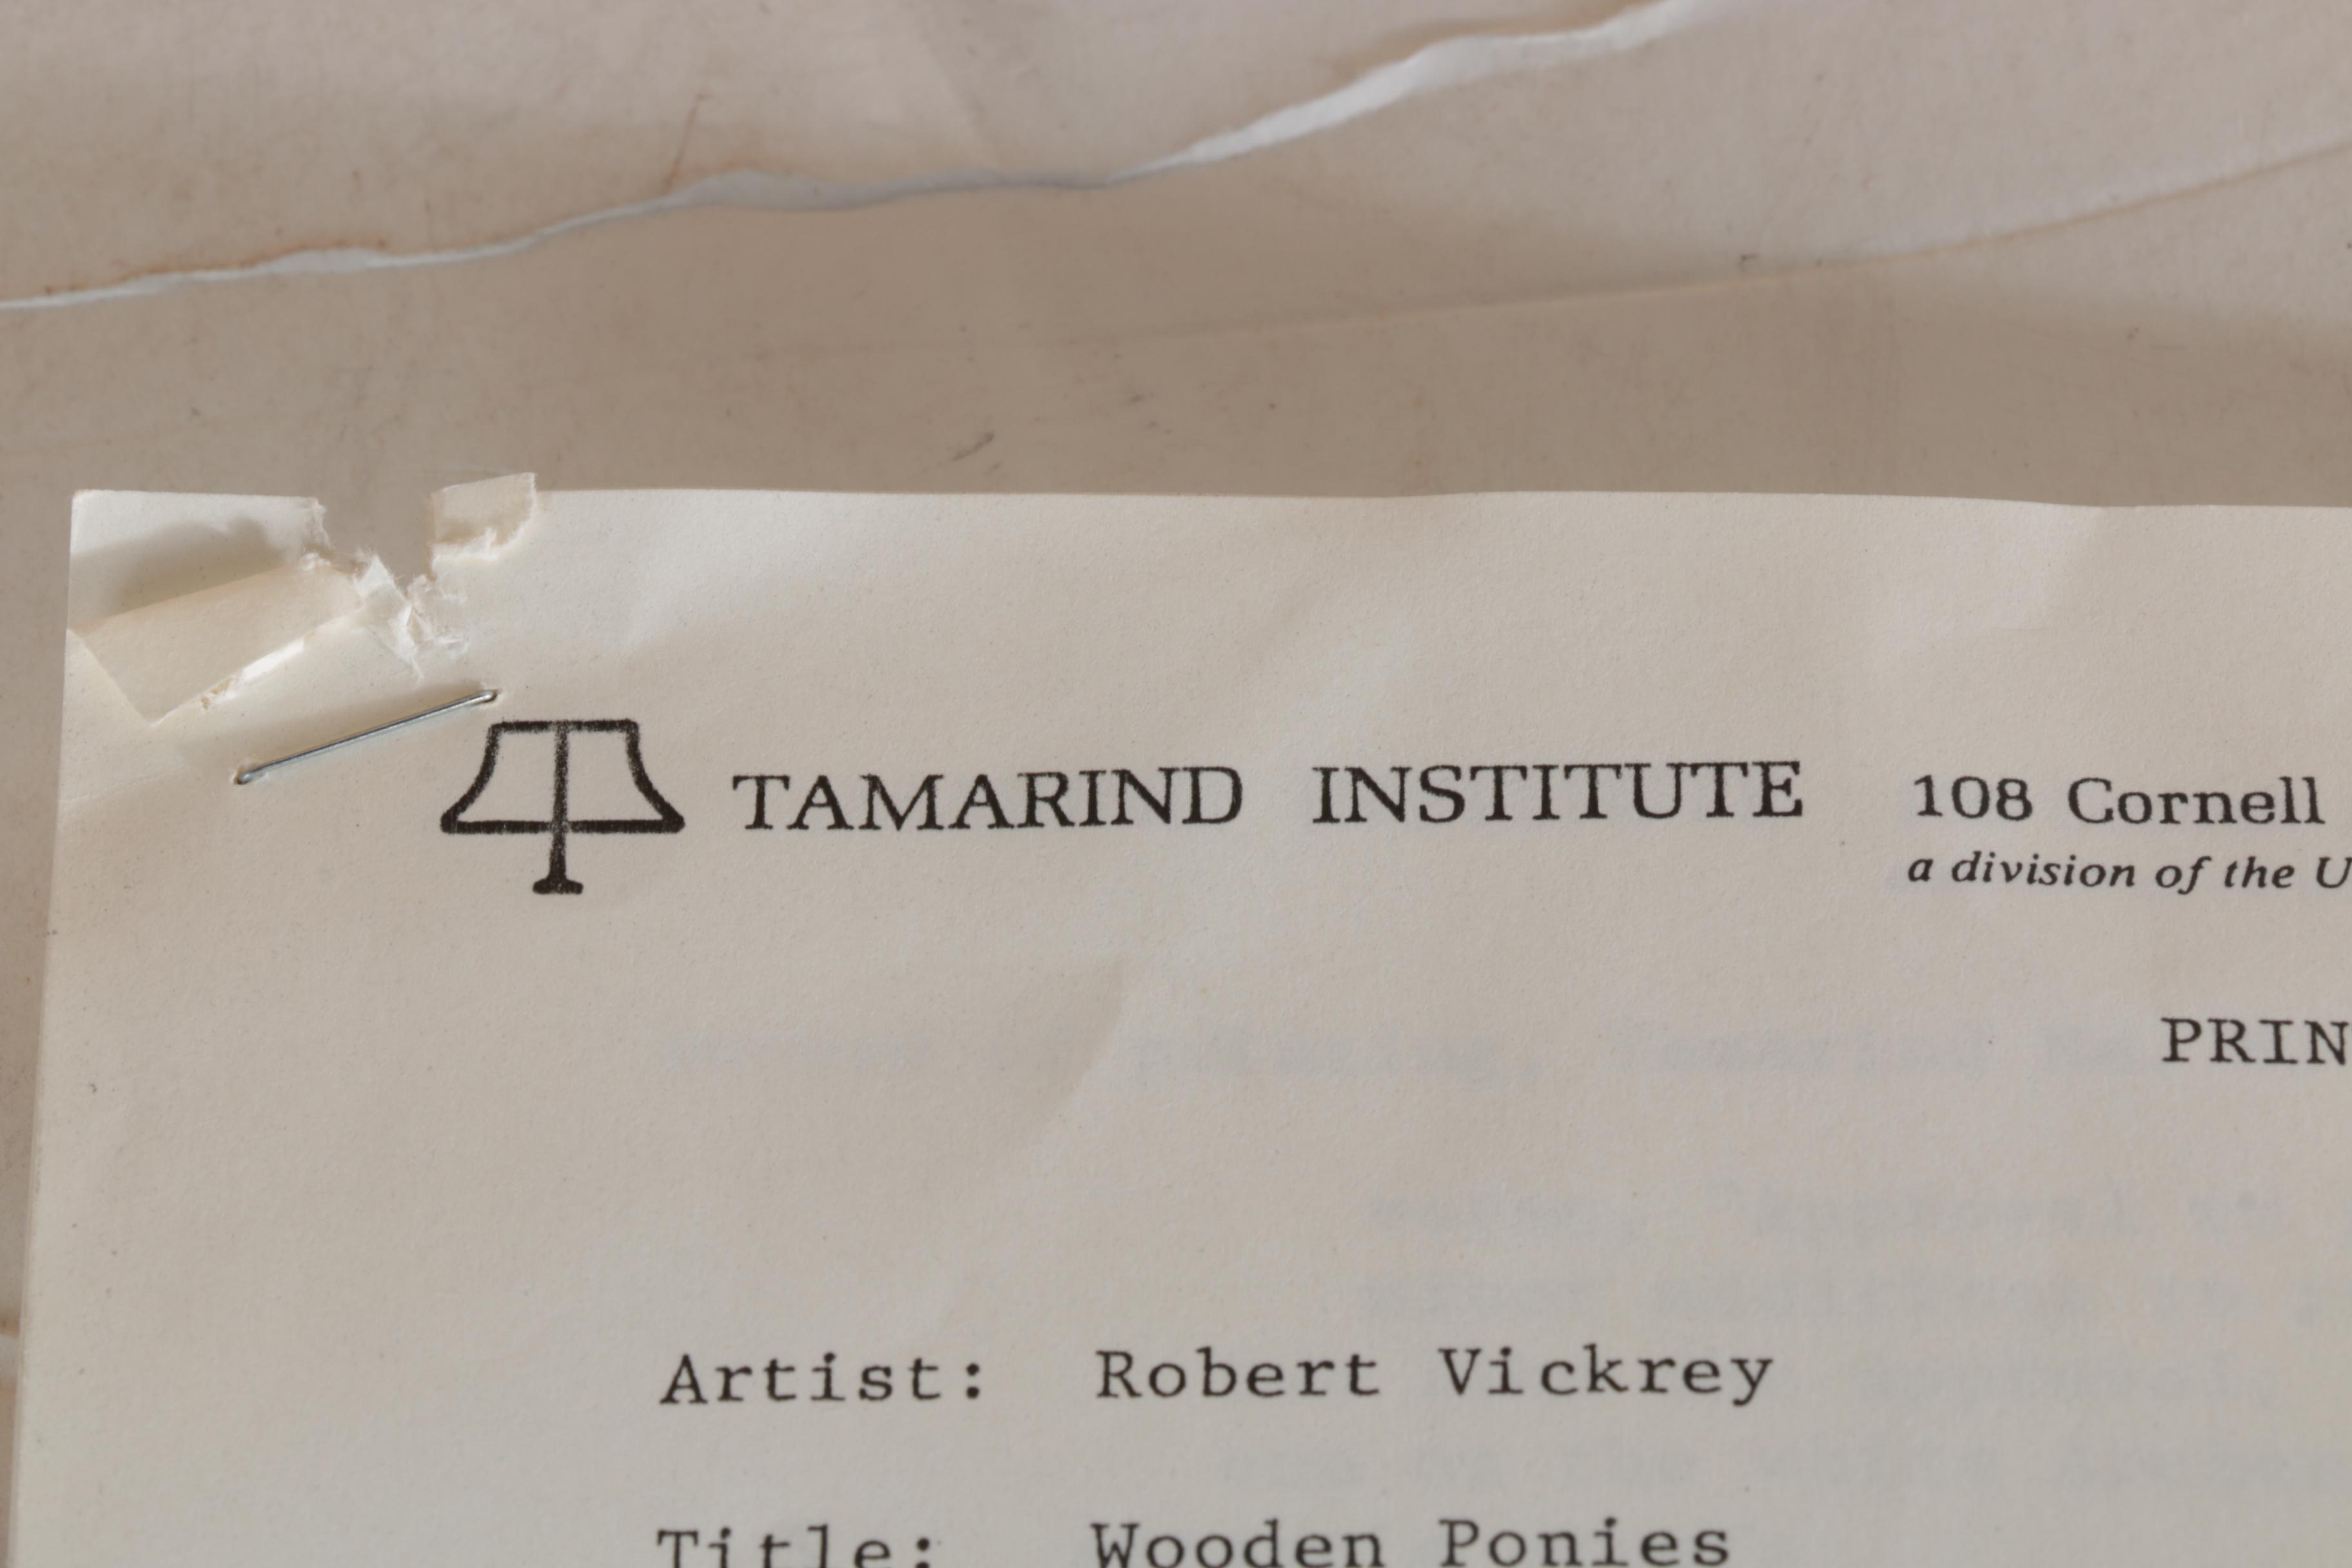 TAMARIND INSTITUTE 108 Cornell
a division of the U
PRIN
Artist: Robert Vickrey
Title: Wooden Ponies